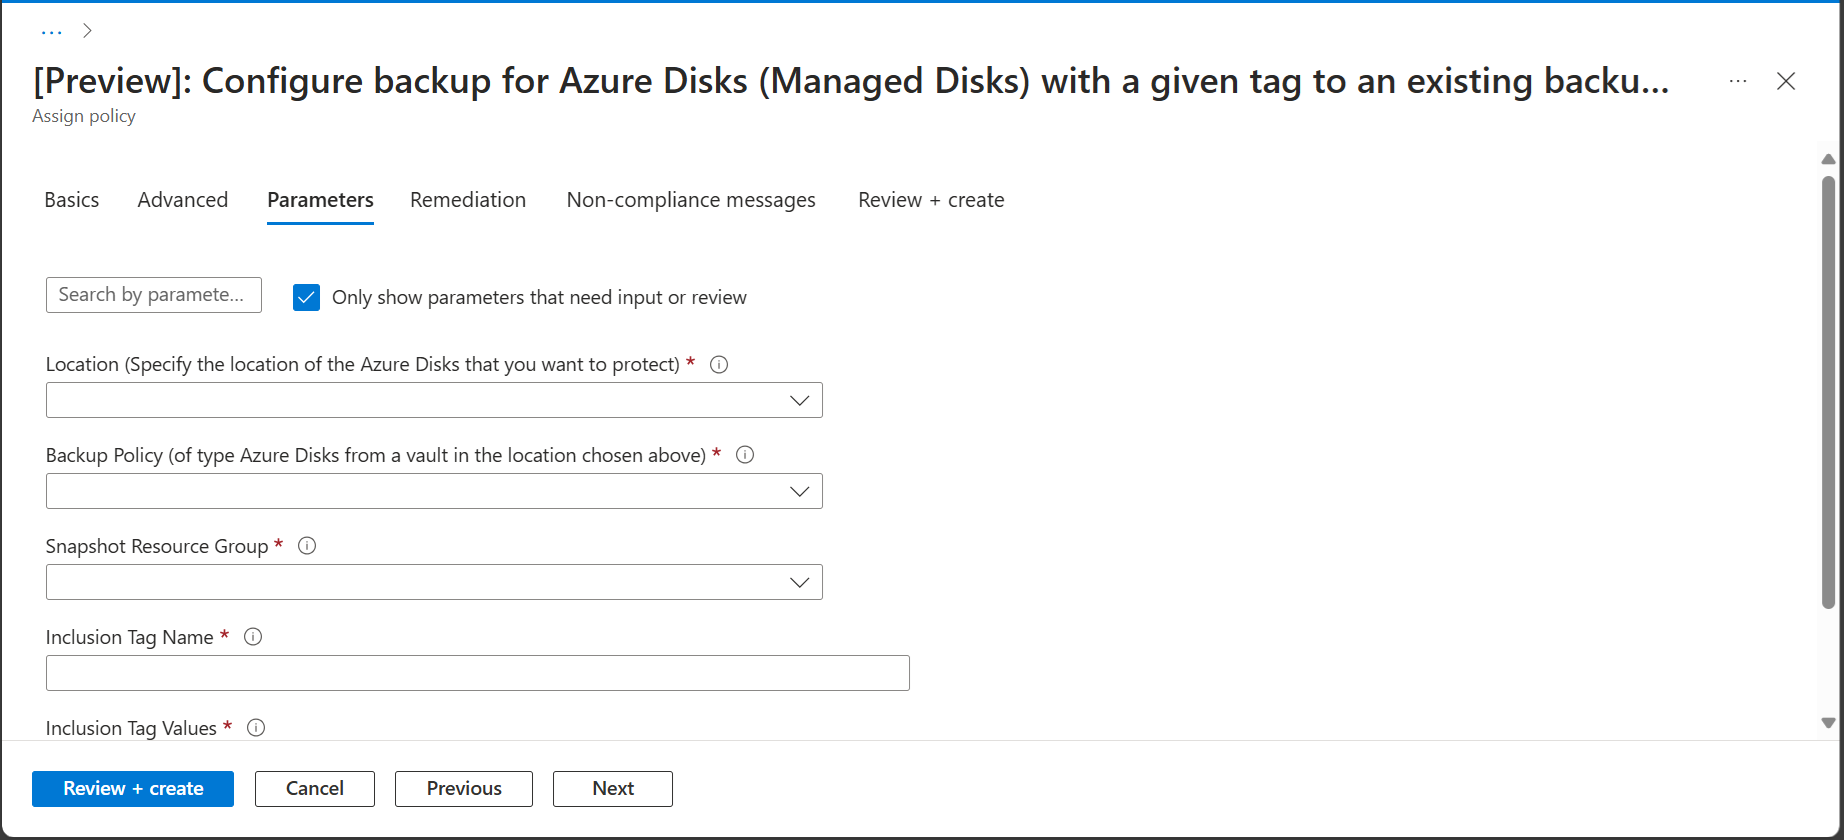 [Preview]: Configure backup for Azure Disks (Managed Disks) with a given tag to an existing backu...
Assign policy
Basics
Advanced
Parameters
Remediation
Non-compliance messages
Review + create
Search by paramete...
Only show parameters that need input or review
Location (Specify the location of the Azure Disks that you want to protect) *
Backup Policy (of type Azure Disks from a vault in the location chosen above) *
Snapshot Resource Group *
Inclusion Tag Name *
Inclusion Tag Values *
Review + create
Cancel
Previous
Next